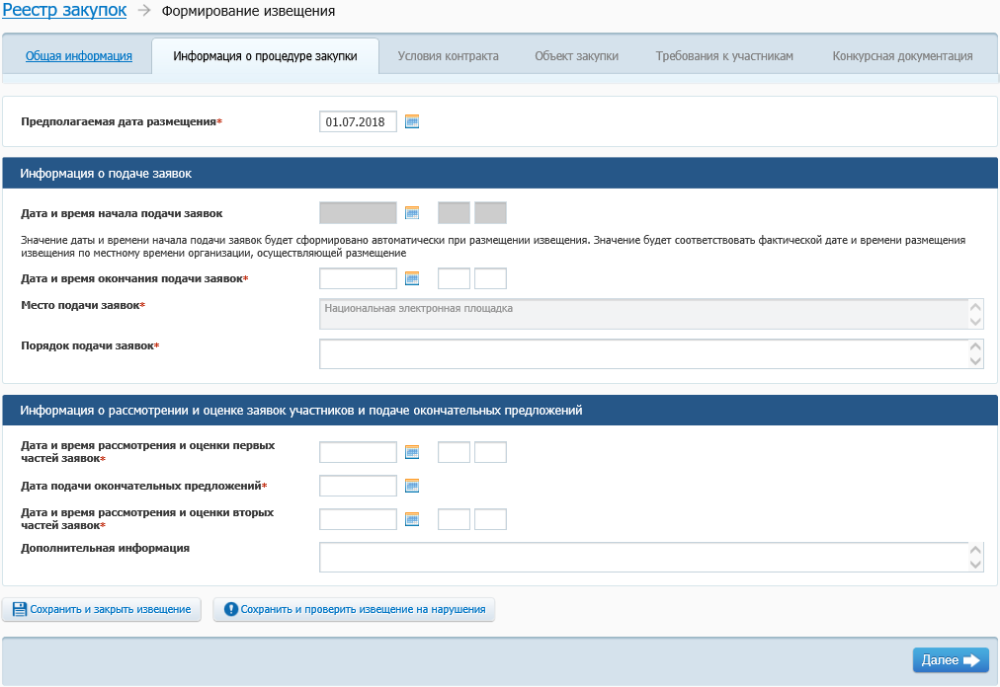 Реестр закупок → Формирование извещения
Общая информация Информация о процедуре закупки Условия контракта Объект закупки Требования к участникам Конкурсная документация
Предполагаемая дата размещения* 01.07.2018
Информация о подаче заявок
Дата и время начала подачи заявок
Значение даты и времени начала подачи заявок будет сформировано автоматически при размещении извещения. Значение будет соответствовать фактической дате и времени размещения
извещения по местному времени организации, осуществляющей размещение
Дата и время окончания подачи заявок*
Место подачи заявок* Национальная электронная площадка
Порядок подачи заявок*
Информация о рассмотрении и оценке заявок участников и подаче окончательных предложений
Дата и время рассмотрения и оценки первых
частей заявок*
Дата подачи окончательных предложений*
Дата и время рассмотрения и оценки вторых
частей заявок*
Дополнительная информация
Сохранить и закрыть извещение Сохранить и проверить извещение на нарушения
Далее